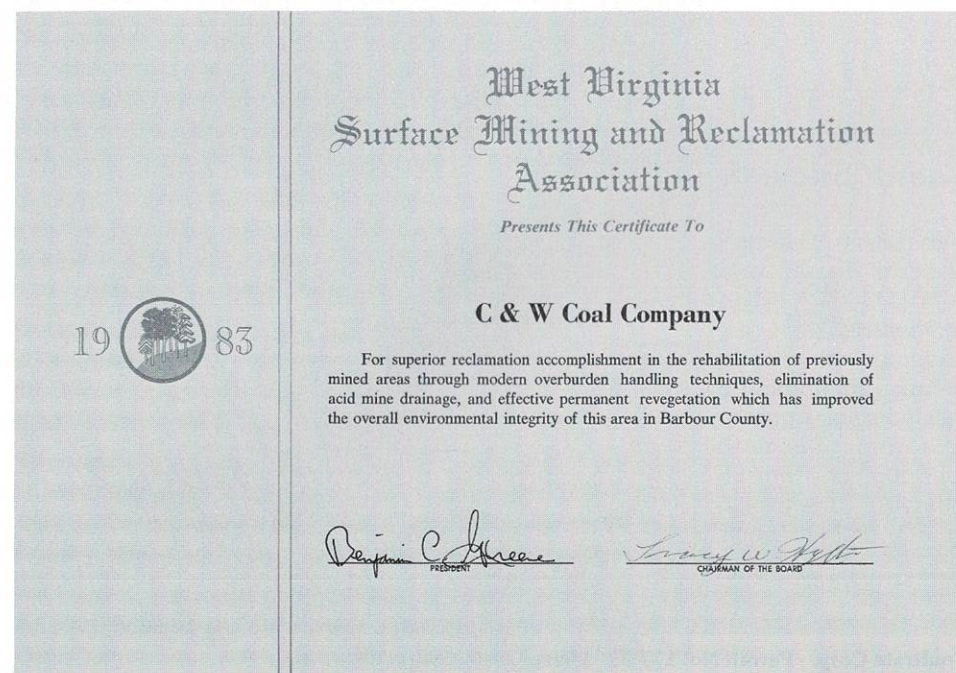 West Virginia
Surface Mining and Reclamation
Association
Presents This Certificate To
C & W Coal Company
19 83
For superior reclamation accomplishment in the rehabilitation of previously
mined areas through modern overburden handling techniques, elimination of
acid mine drainage, and effective permanent revegetation which has improved
the overall environmental integrity of this area in Barbour County.
Benjamin C. Greene
PRESIDENT
CHAIRMAN OF THE BOARD